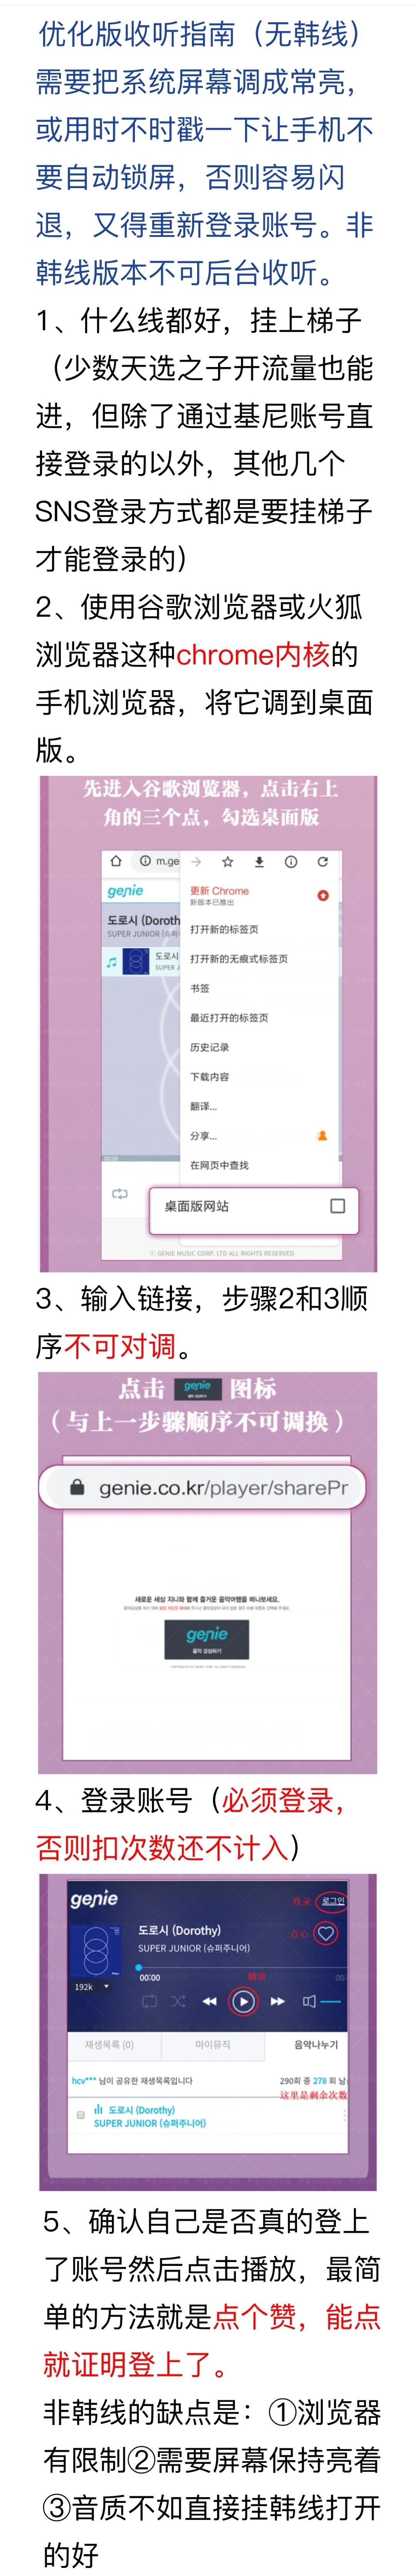 优化版收听指南（无韩线）
需要把系统屏幕调成常亮，
或用时不时戳一下让手机不
要自动锁屏，否则容易闪
退，又得重新登录账号。非
韩线版本不可后台收听。
1、什么线都好，挂上梯子
（少数天选之子开流量也能
进，但除了通过基尼账号直
接登录的以外，其他几个
SNS登录方式都是要挂梯子
才能登录的）
2、使用谷歌浏览器或火狐
浏览器这种chrome内核的
手机浏览器，将它调到桌面
版。
先进入谷歌浏览器，点击右上
角的三个点，勾选桌面版
m.ge
genie
更新 Chrome
新版本已推出
도로시 (Doroth
SUPER JUNIOR (슈퍼
打开新的标签页
도로시
SUPER J
打开新的无痕式标签页
书签
最近打开的标签页
历史记录
下载内容
翻译...
分享...
在网页中查找
00:00
桌面版网站
ⓒ GENIE MUSIC CORP. LTD ALL RIGHTS RESERVED
3、输入链接，步骤2和3顺
序不可对调。
点击 genie 图标
（与上一步骤顺序不可调换）
genie.co.kr/player/sharePr
새로운 세상 지니와 함께 즐거운 음악여행을 떠나보세요.
genie
음악 감상하기
4、登录账号（必须登录，
否则扣次数还不计入）
genie
登录 로그인
도로시 (Dorothy)
点心
SUPER JUNIOR (슈퍼주니어)
00:00
播放
00:
192k
재생목록 (0)
마이뮤직
음악나누기
hcv*** 님이 공유한 재생목록입니다
290회 중 278 회 남
这里是剩余次数
도로시 (Dorothy)
SUPER JUNIOR (슈퍼주니어)
5、确认自己是否真的登上
了账号然后点击播放，最简
单的方法就是点个赞，能点
就证明登上了。
非韩线的缺点是：①浏览器
有限制②需要屏幕保持亮着
③音质不如直接挂韩线打开
的好